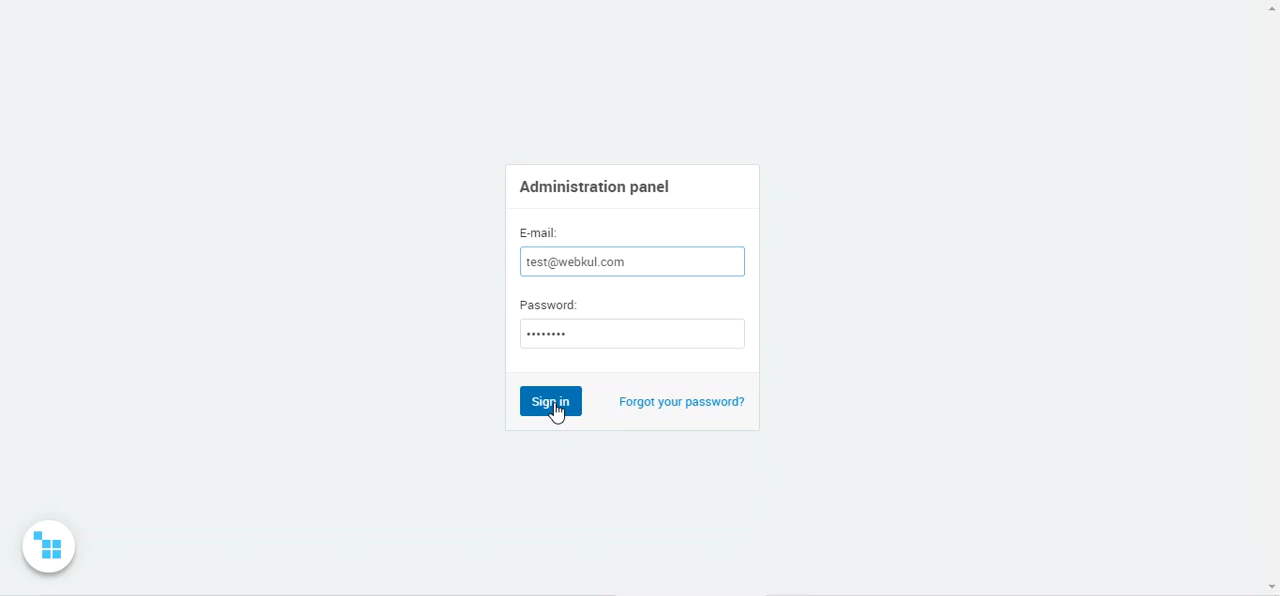 Administration panel
E-mail:
test@webkul.com
Password:
••••••••
Sign in
Forgot your password?